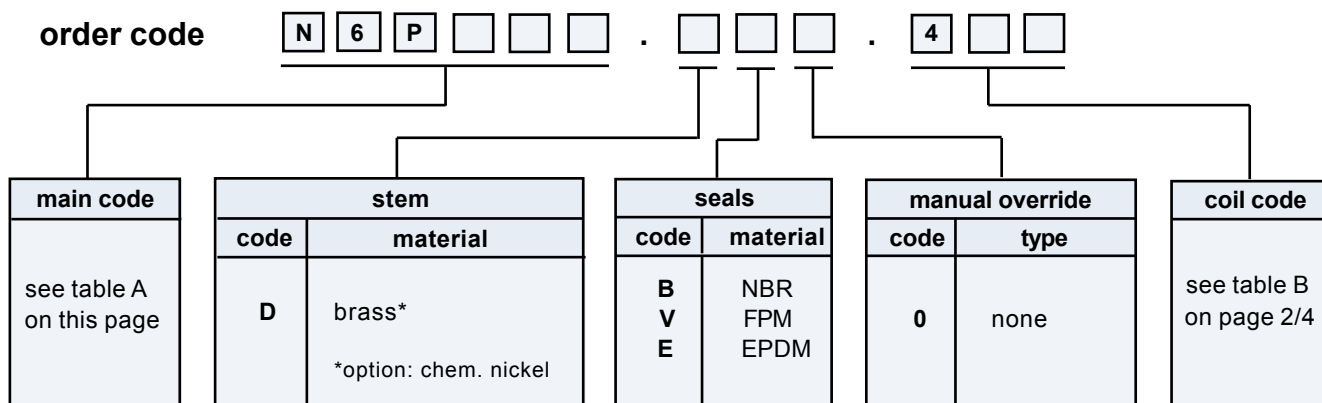 order code N 6 P . . 4
main code
see table A
on this page
stem
code material
D brass*
*option: chem. nickel
seals
code material
B NBR
V FPM
E EPDM
manual override
code type
0 none
coil code
see table B
on page 2/4